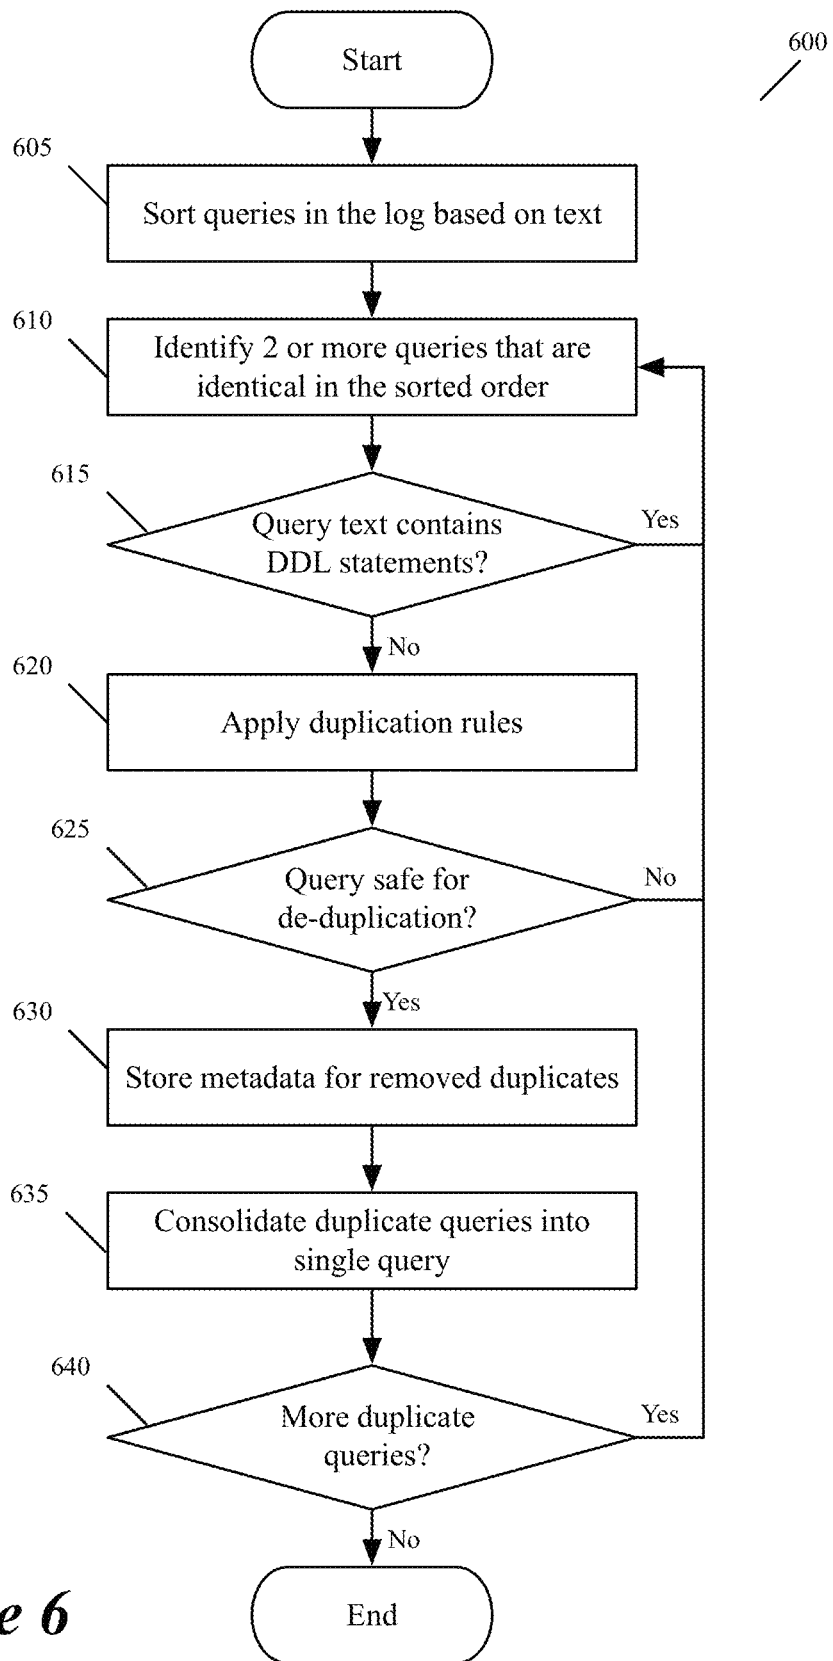 Start
600
605
Sort queries in the log based on text
610
Identify 2 or more queries that are
identical in the sorted order
615
Query text contains
DDL statements?
Yes
No
620
Apply duplication rules
625
Query safe for
de-duplication?
No
Yes
630
Store metadata for removed duplicates
635
Consolidate duplicate queries into
single query
640
More duplicate
queries?
Yes
No
End
6